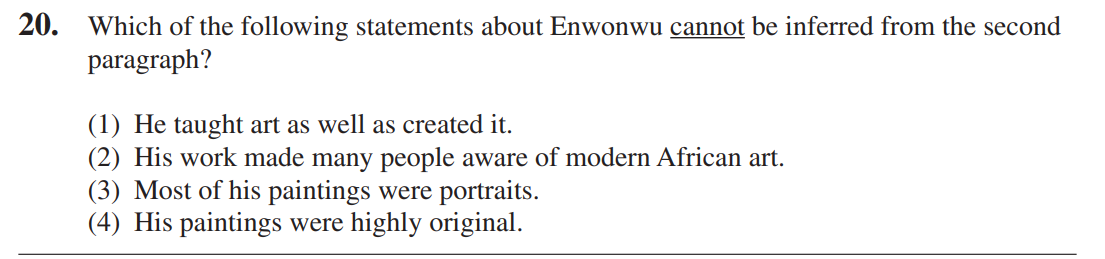 20. Which of the following statements about Enwonwu cannot be inferred from the second
paragraph?
(1) He taught art as well as created it.
(2) His work made many people aware of modern African art.
(3) Most of his paintings were portraits.
(4) His paintings were highly original.